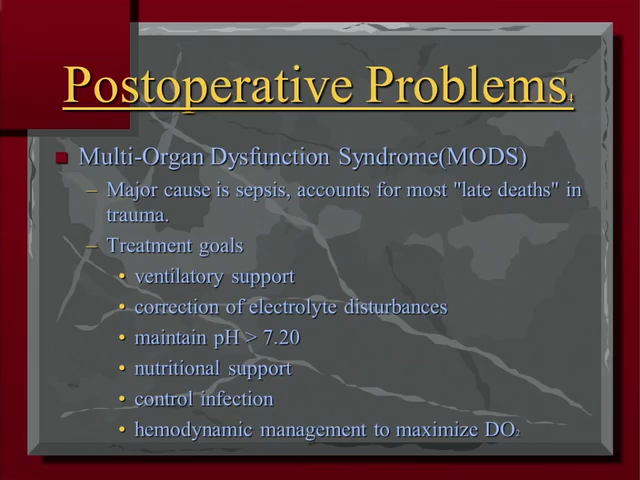 Postoperative Problems4
Multi-Organ Dysfunction Syndrome(MODS)
– Major cause is sepsis, accounts for most "late deaths" in
trauma.
– Treatment goals
• ventilatory support
• correction of electrolyte disturbances
• maintain pH > 7.20
• nutritional support
• control infection
• hemodynamic management to maximize DO2